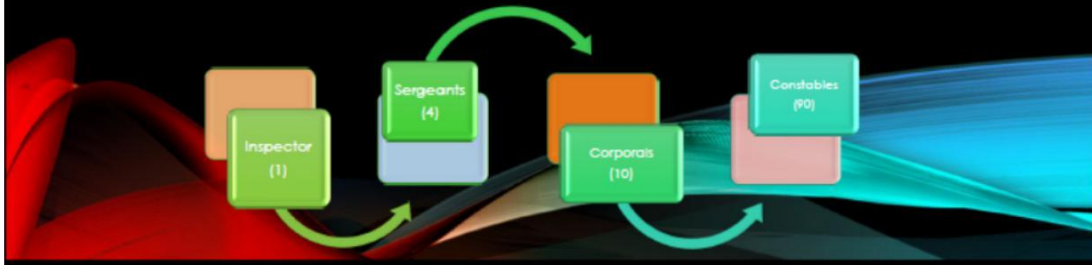 Inspector
(1)
Sergeants
(4)
Corporals
(10)
Constables
(90)